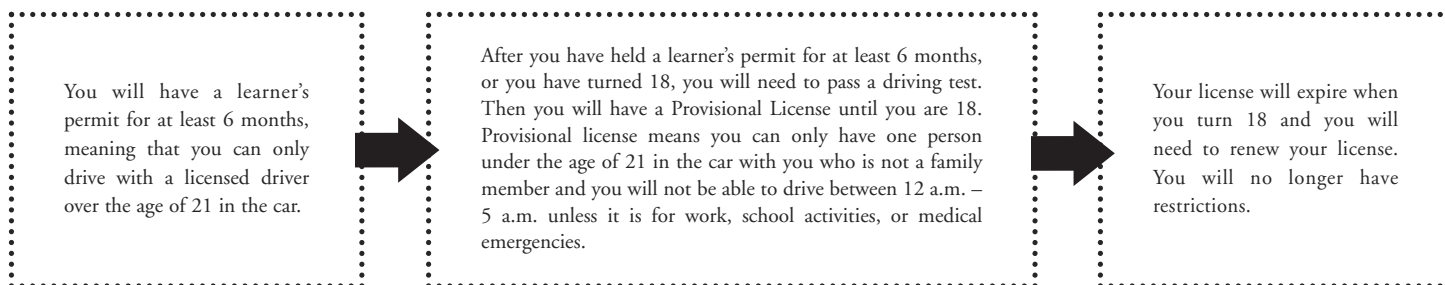 You will have a learner’s
permit for at least 6 months,
meaning that you can only
drive with a licensed driver
over the age of 21 in the car.
After you have held a learner’s permit for at least 6 months,
or you have turned 18, you will need to pass a driving test.
Then you will have a Provisional License until you are 18.
Provisional license means you can only have one person
under the age of 21 in the car with you who is not a family
member and you will not be able to drive between 12 a.m. –
5 a.m. unless it is for work, school activities, or medical
emergencies.
Your license will expire when
you turn 18 and you will
need to renew your license.
You will no longer have
restrictions.